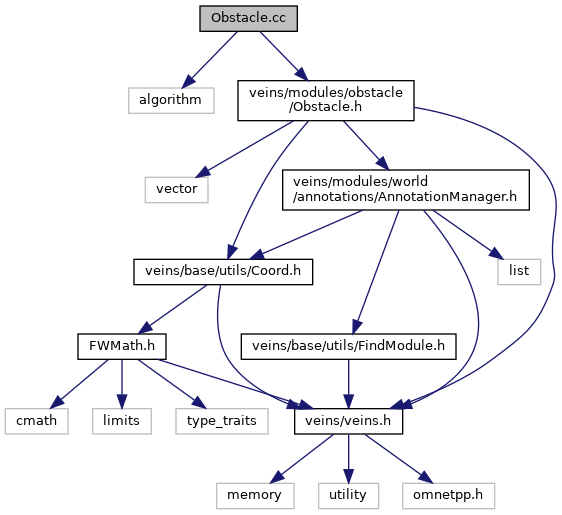 Obstacle.cc
algorithm
veins/modules/obstacle
/Obstacle.h
vector
veins/modules/world
/annotations/AnnotationManager.h
veins/base/utils/Coord.h
list
FWMath.h
veins/base/utils/FindModule.h
cmath
limits
type_traits
veins/veins.h
memory
utility
omnetpp.h